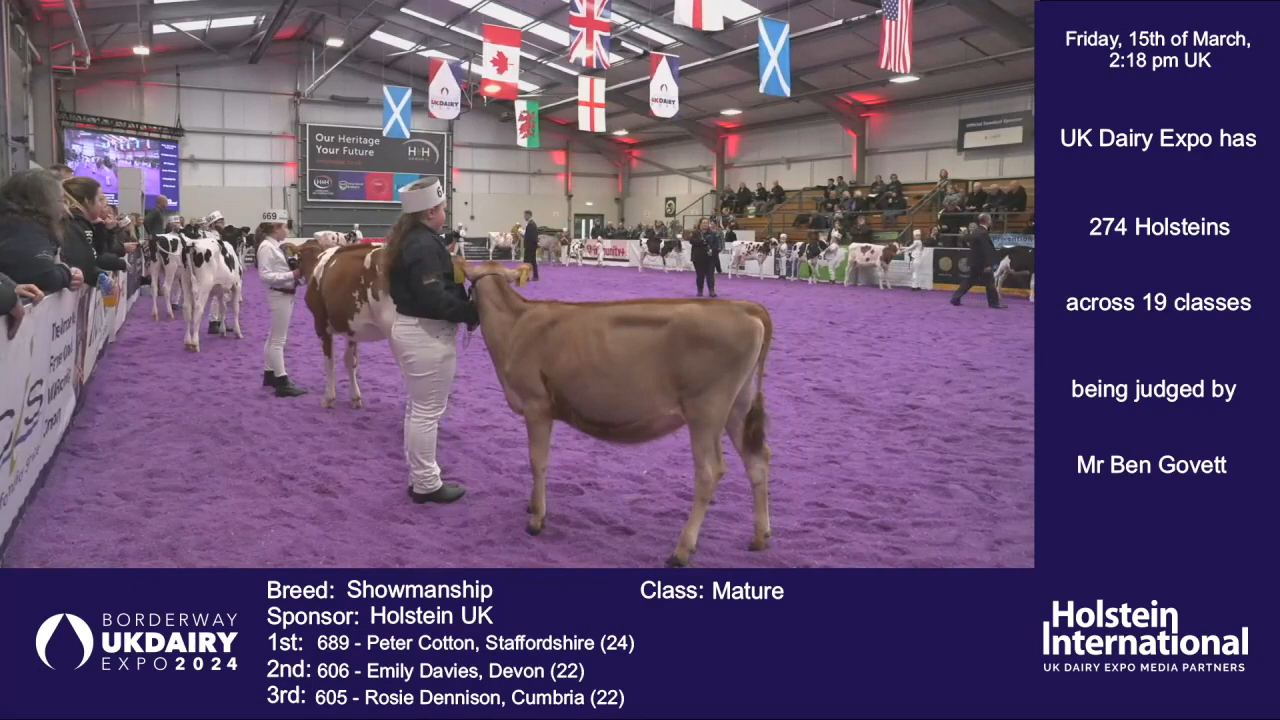 Friday, 15th of March,
2:18 pm UK
UK Dairy Expo has
274 Holsteins
across 19 classes
being judged by
Mr Ben Govett
UKDAIRY
UKDAIRY
Our Heritage
Your Future
H&H
669
6
Breed: Showmanship
Class: Mature
Sponsor: Holstein UK
1st: 689 - Peter Cotton, Staffordshire (24)
2nd: 606 - Emily Davies, Devon (22)
3rd: 605 - Rosie Dennison, Cumbria (22)
BORDERWAY
UKDAIRY
EXPO2024
Holstein
International
UK DAIRY EXPO MEDIA PARTNERS